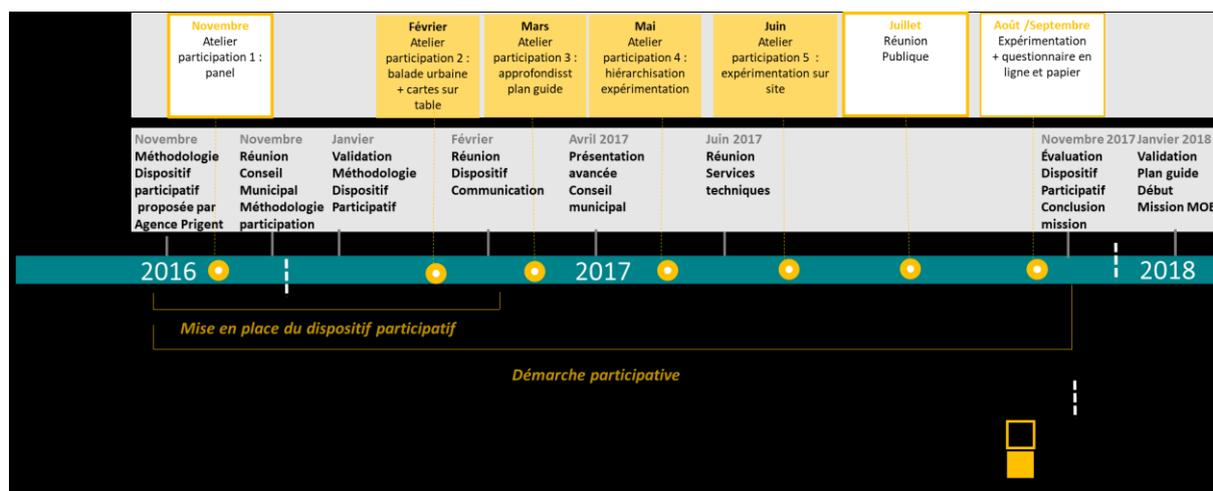 Novembre
Atelier
participation 1 :
panel
Février
Atelier
participation 2 :
balade urbaine
+ cartes sur
table
Mars
Atelier
participation 3 :
approfondisst
plan guide
Mai
Atelier
participation 4 :
hiérarchisation
expérimentation
Juin
Atelier
participation 5 :
expérimentation sur
site
Juillet
Réunion
Publique
Août /Septembre
Expérimentation
+ questionnaire en
ligne et papier
Novembre
Méthodologie
Dispositif
participatif
proposée par
Agence Prigent
Novembre
Réunion
Conseil
Municipal
Méthodologie
participation
Janvier
Validation
Méthodologie
Dispositif
Participatif
Février
Réunion
Dispositif
Communication
Avril 2017
Présentation
avancée
Conseil
municipal
Juin 2017
Réunion
Services
techniques
Novembre 2017
Évaluation
Dispositif
Participatif
Conclusion
mission
Janvier 2018
Validation
Plan guide
Début
Mission MOE
2016
2017
2018
Mise en place du dispositif participatif
Démarche participative